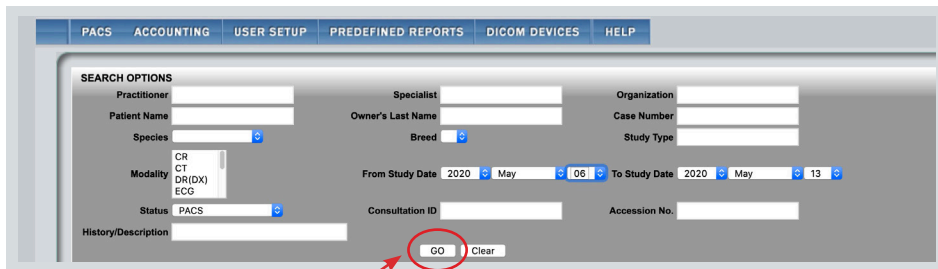 PACS ACCOUNTING USER SETUP PREDEFINED REPORTS DICOM DEVICES HELP
SEARCH OPTIONS
Practitioner Specialist Organization
Patient Name Owner's Last Name Case Number
Species Breed Study Type
CR
CT
Modality From Study Date 2020 May 06 To Study Date 2020 May 13
DR(DX)
ECG
Status PACS Consultation ID Accession No.
History/Description
GO Clear